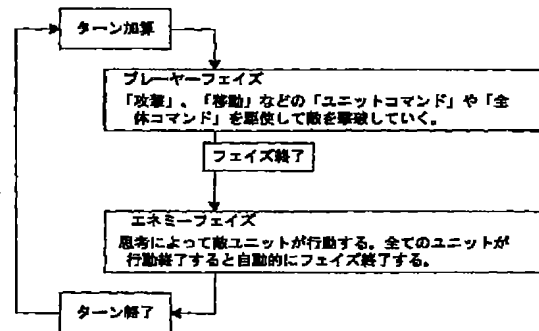 ターン加算
プレーヤーフェイズ
「攻撃」、「移動」などの「ユニットコマンド」や「全
体コマンド」を駆使して敵を撃破していく。
フェイズ終了
エネミーフェイズ
思考によって敵ユニットが行動する。全てのユニットが
行動終了すると自動的にフェイズ終了する。
ターン終了